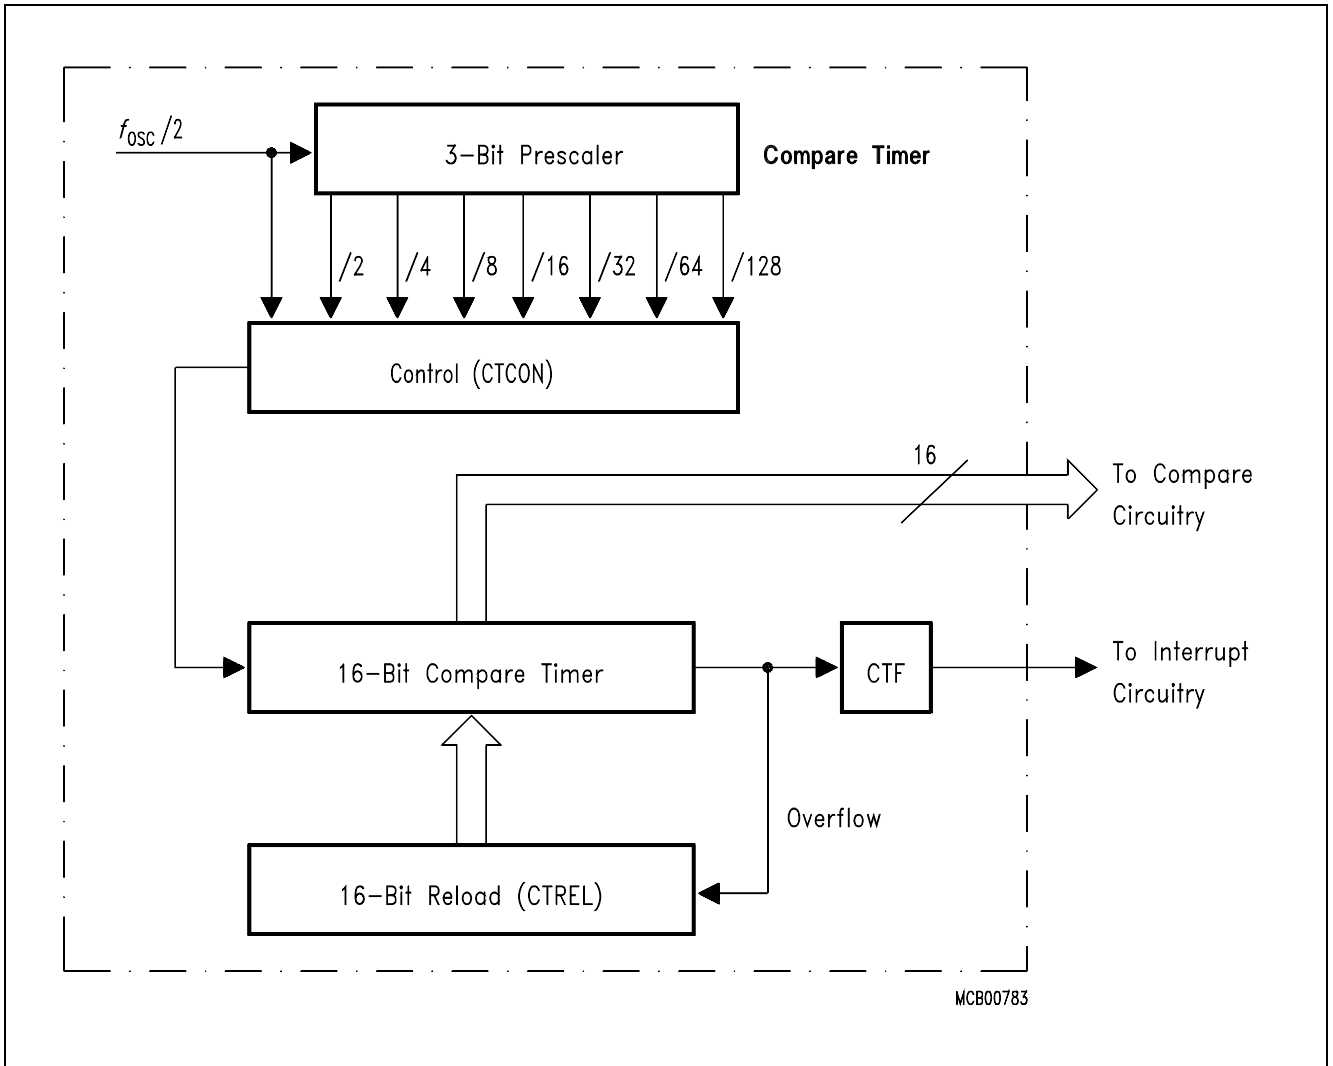 fOSC/2
3-Bit Prescaler
Compare Timer
/2
/4
/8
/16
/32
/64
/128
Control (CTCON)
16
To Compare
Circuitry
16-Bit Compare Timer
CTF
To Interrupt
Circuitry
Overflow
16-Bit Reload (CTREL)
MCB00783